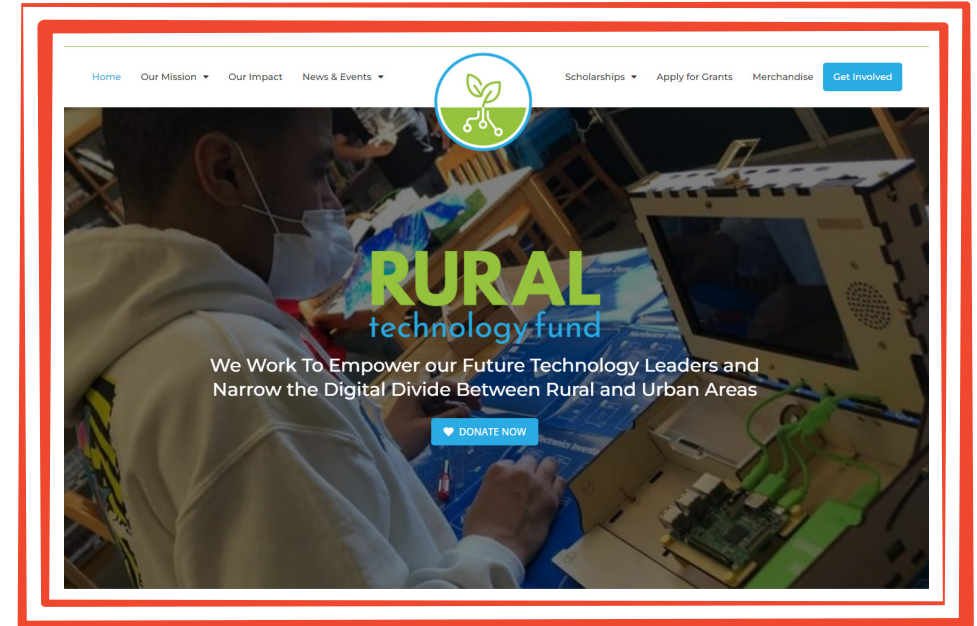 Home Our Mission Our Impact News & Events Scholarships Apply for Grants Merchandise Get Involved
RURAL
technology fund
We Work To Empower our Future Technology Leaders and
Narrow the Digital Divide Between Rural and Urban Areas
DONATE NOW